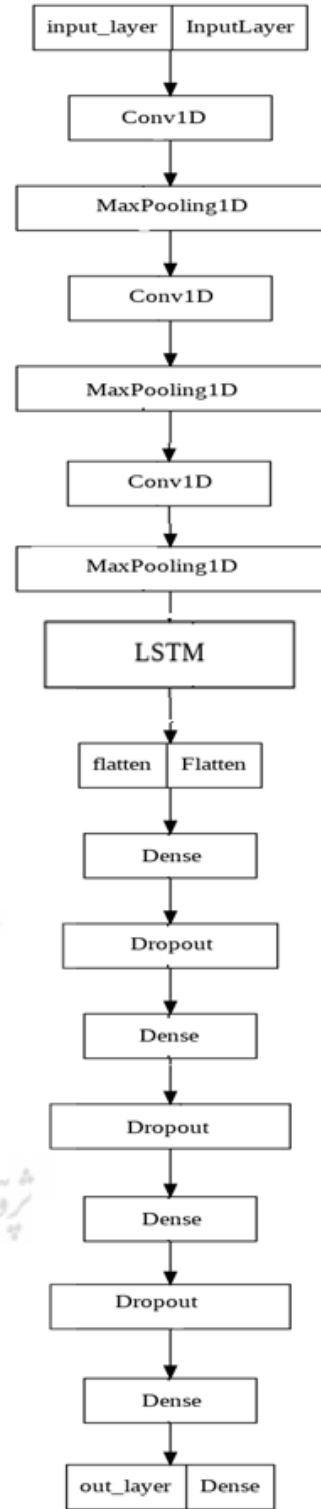 input_layer InputLayer
Conv1D
MaxPooling1D
Conv1D
MaxPooling1D
Conv1D
MaxPooling1D
LSTM
flatten Flatten
Dense
Dropout
Dense
Dropout
Dense
Dropout
Dense
out_layer Dense